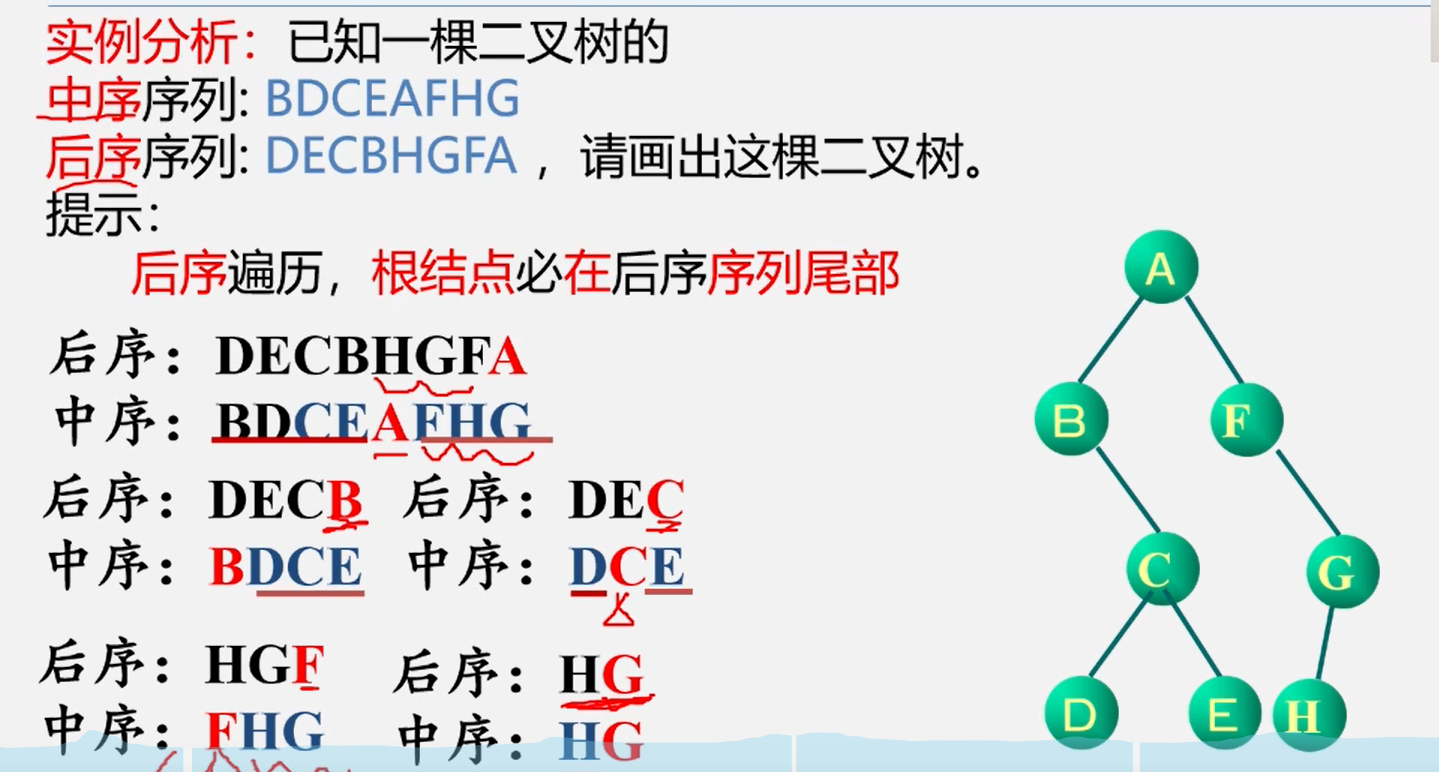 实例分析：已知一棵二叉树的
中序序列: BDCEAFHG
后序序列: DECBHGFA ，请画出这棵二叉树。
提示：
后序遍历，根结点必在后序序列尾部
后序：DECBHGFA
中序：BDCEAFHG
后序：DECB 后序：DEC
中序：BDCE 中序：DCE
后序：HGF 后序：HG
中序：FHG 中序：HG
A
B F
C G
D E H